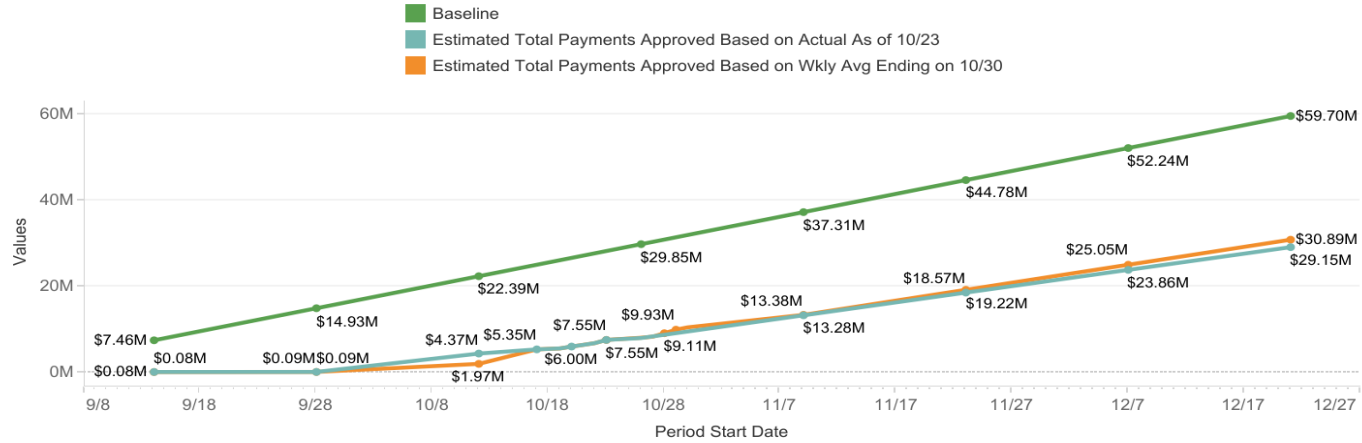 Baseline
Estimated Total Payments Approved Based on Actual As of 10/23
Estimated Total Payments Approved Based on Wkly Avg Ending on 10/30
60M
$59.70M
$52.24M
$44.78M
40M
$37.31M
Values
$29.85M
$30.89M
$25.05M
$29.15M
$22.39M
$18.57M
$23.86M
20M
$19.22M
$14.93M
$13.38M
$9.93M
$13.28M
$7.55M
$5.35M
$4.37M
$7.46M
$9.11M
$7.55M
$6.00M
$0.08M
$0.09M$0.09M
$0.08M
$1.97M
0M
9/8 9/18 9/28 10/8 10/18 10/28 11/7 11/17 11/27 12/7 12/17 12/27
Period Start Date